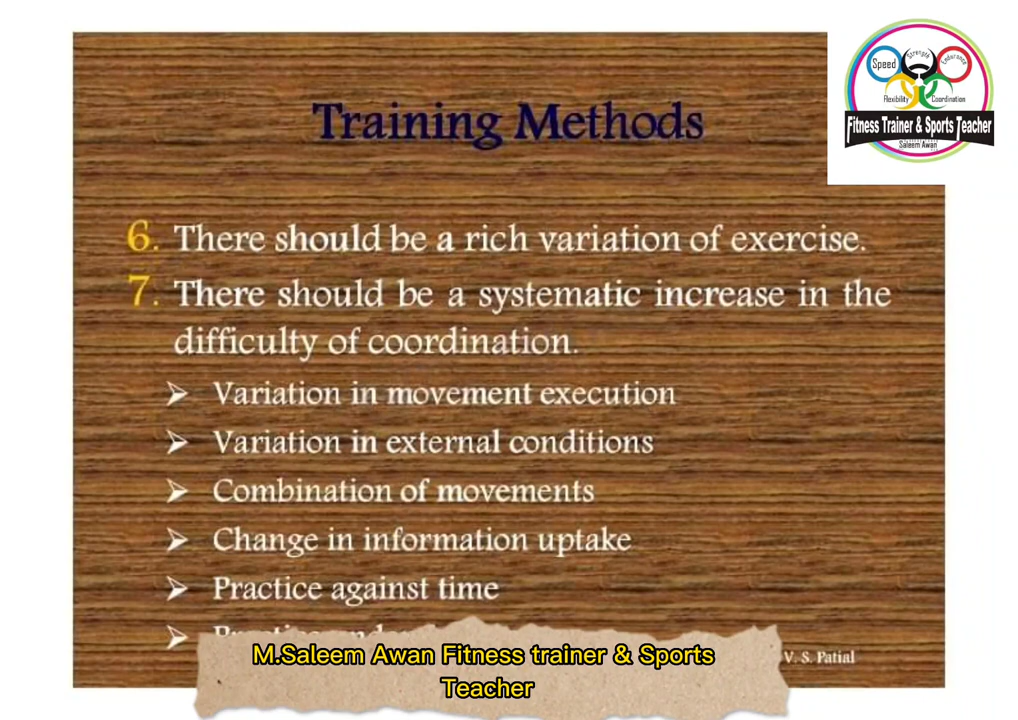 Speed
Strength
Endurance
Flexibility
Coordination
Fitness Trainer & Sports Teacher
Saleem Awan
Training Methods
6. There should be a rich variation of exercise.
7. There should be a systematic increase in the
difficulty of coordination.
➢ Variation in movement execution
➢ Variation in external conditions
➢ Combination of movements
➢ Change in information uptake
➢ Practice against time
➢ Practice
V. S. Patial
M.Saleem Awan Fitness trainer & Sports
Teacher